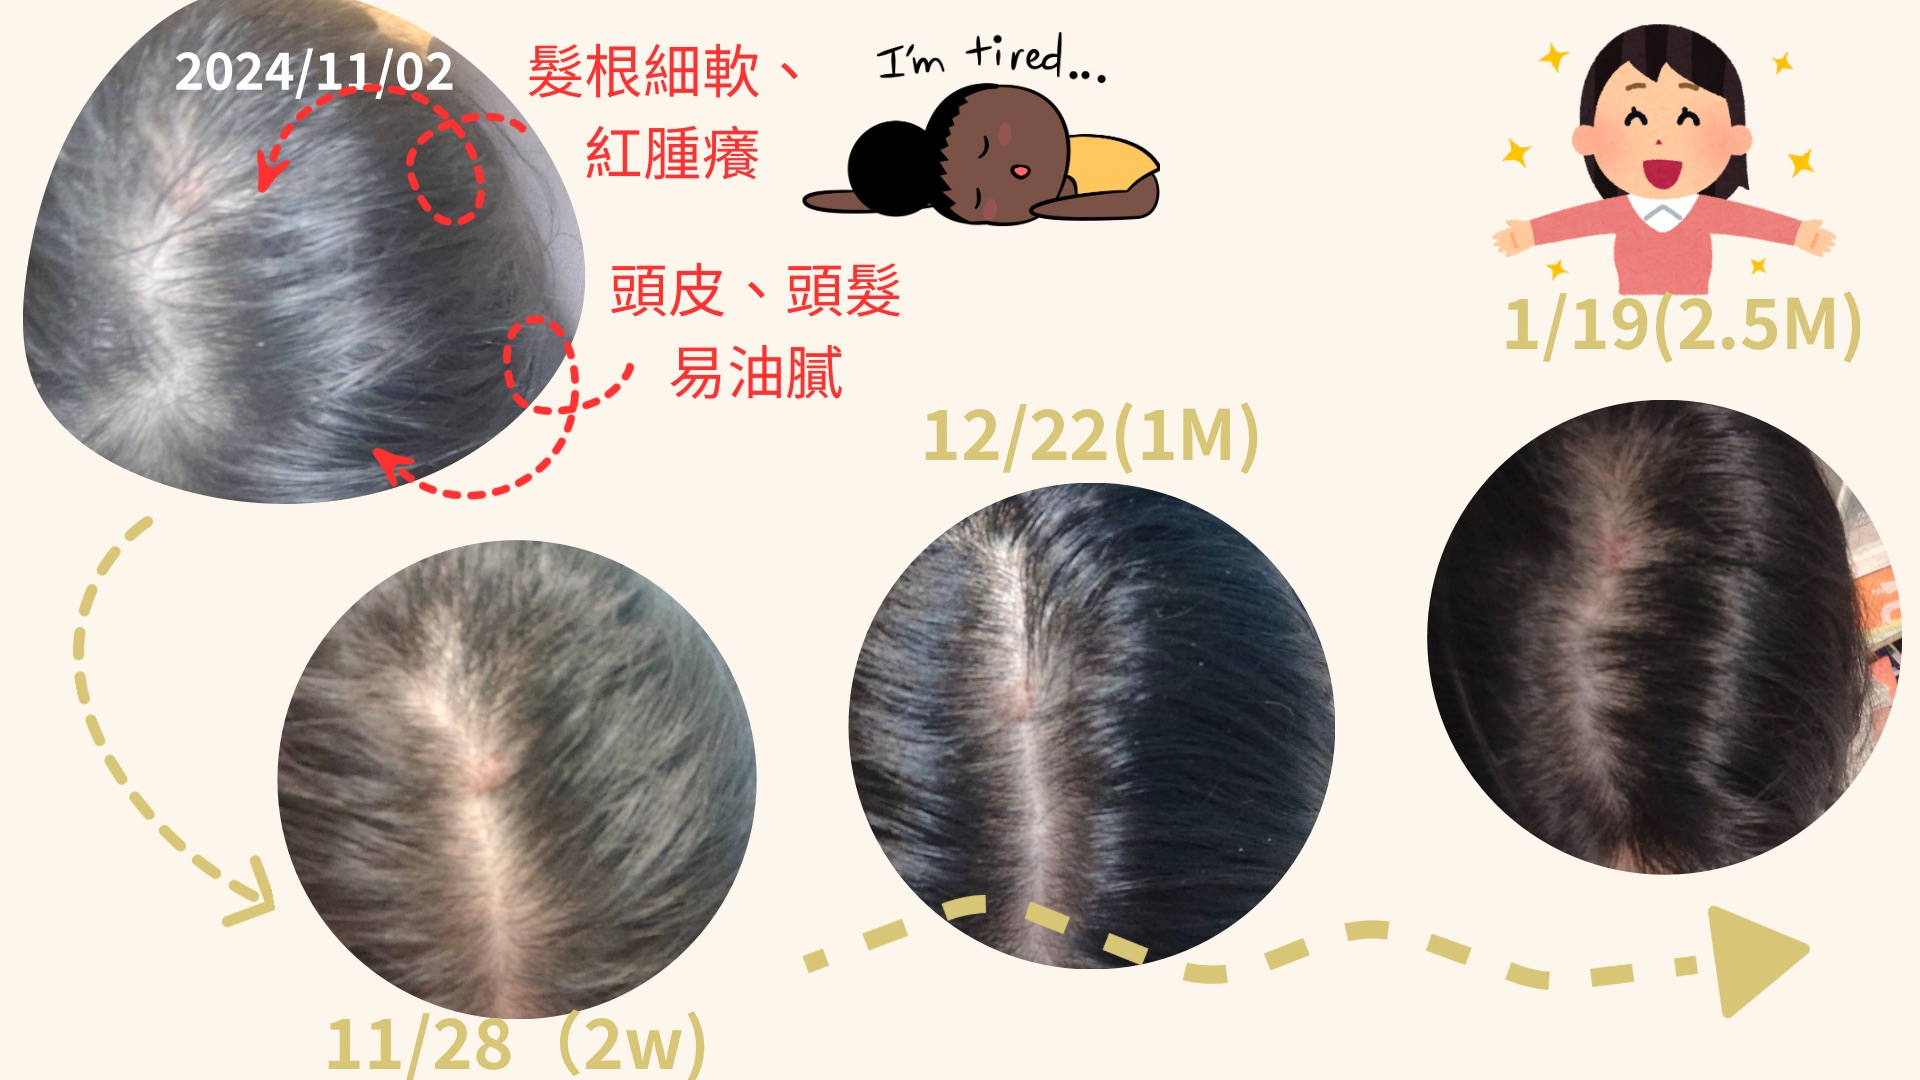 2024/11/02
髮根細軟、
紅腫癢
I'm tired...
頭皮、頭髮
易油膩
1/19(2.5M)
12/22(1M)
11/28（2w)